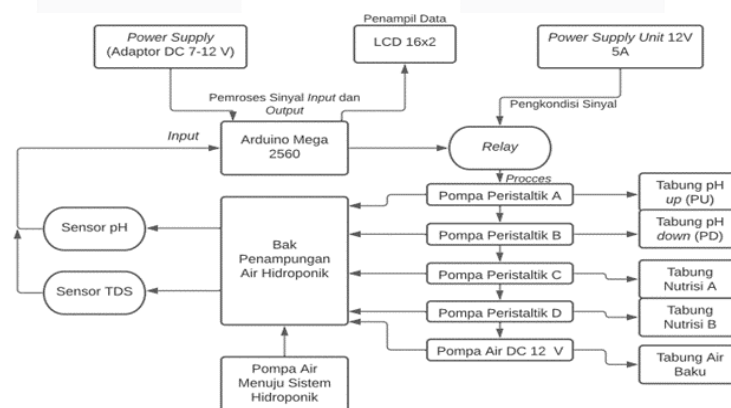 Power Supply
(Adaptor DC 7-12 V)
Penampil Data
LCD 16x2
Power Supply Unit 12V
5A
Pemroses Sinyal Input dan
Output
Pengkondisi Sinyal
Input
Arduino Mega
2560
Relay
Procces
Pompa Peristaltik A
Tabung pH
up (PU)
Sensor pH
Bak
Penampungan
Air Hidroponik
Pompa Peristaltik B
Tabung pH
down (PD)
Pompa Peristaltik C
Tabung
Nutrisi A
Sensor TDS
Pompa Peristaltik D
Tabung
Nutrisi B
Pompa Air DC 12 V
Tabung Air
Baku
Pompa Air
Menuju Sistem
Hidroponik